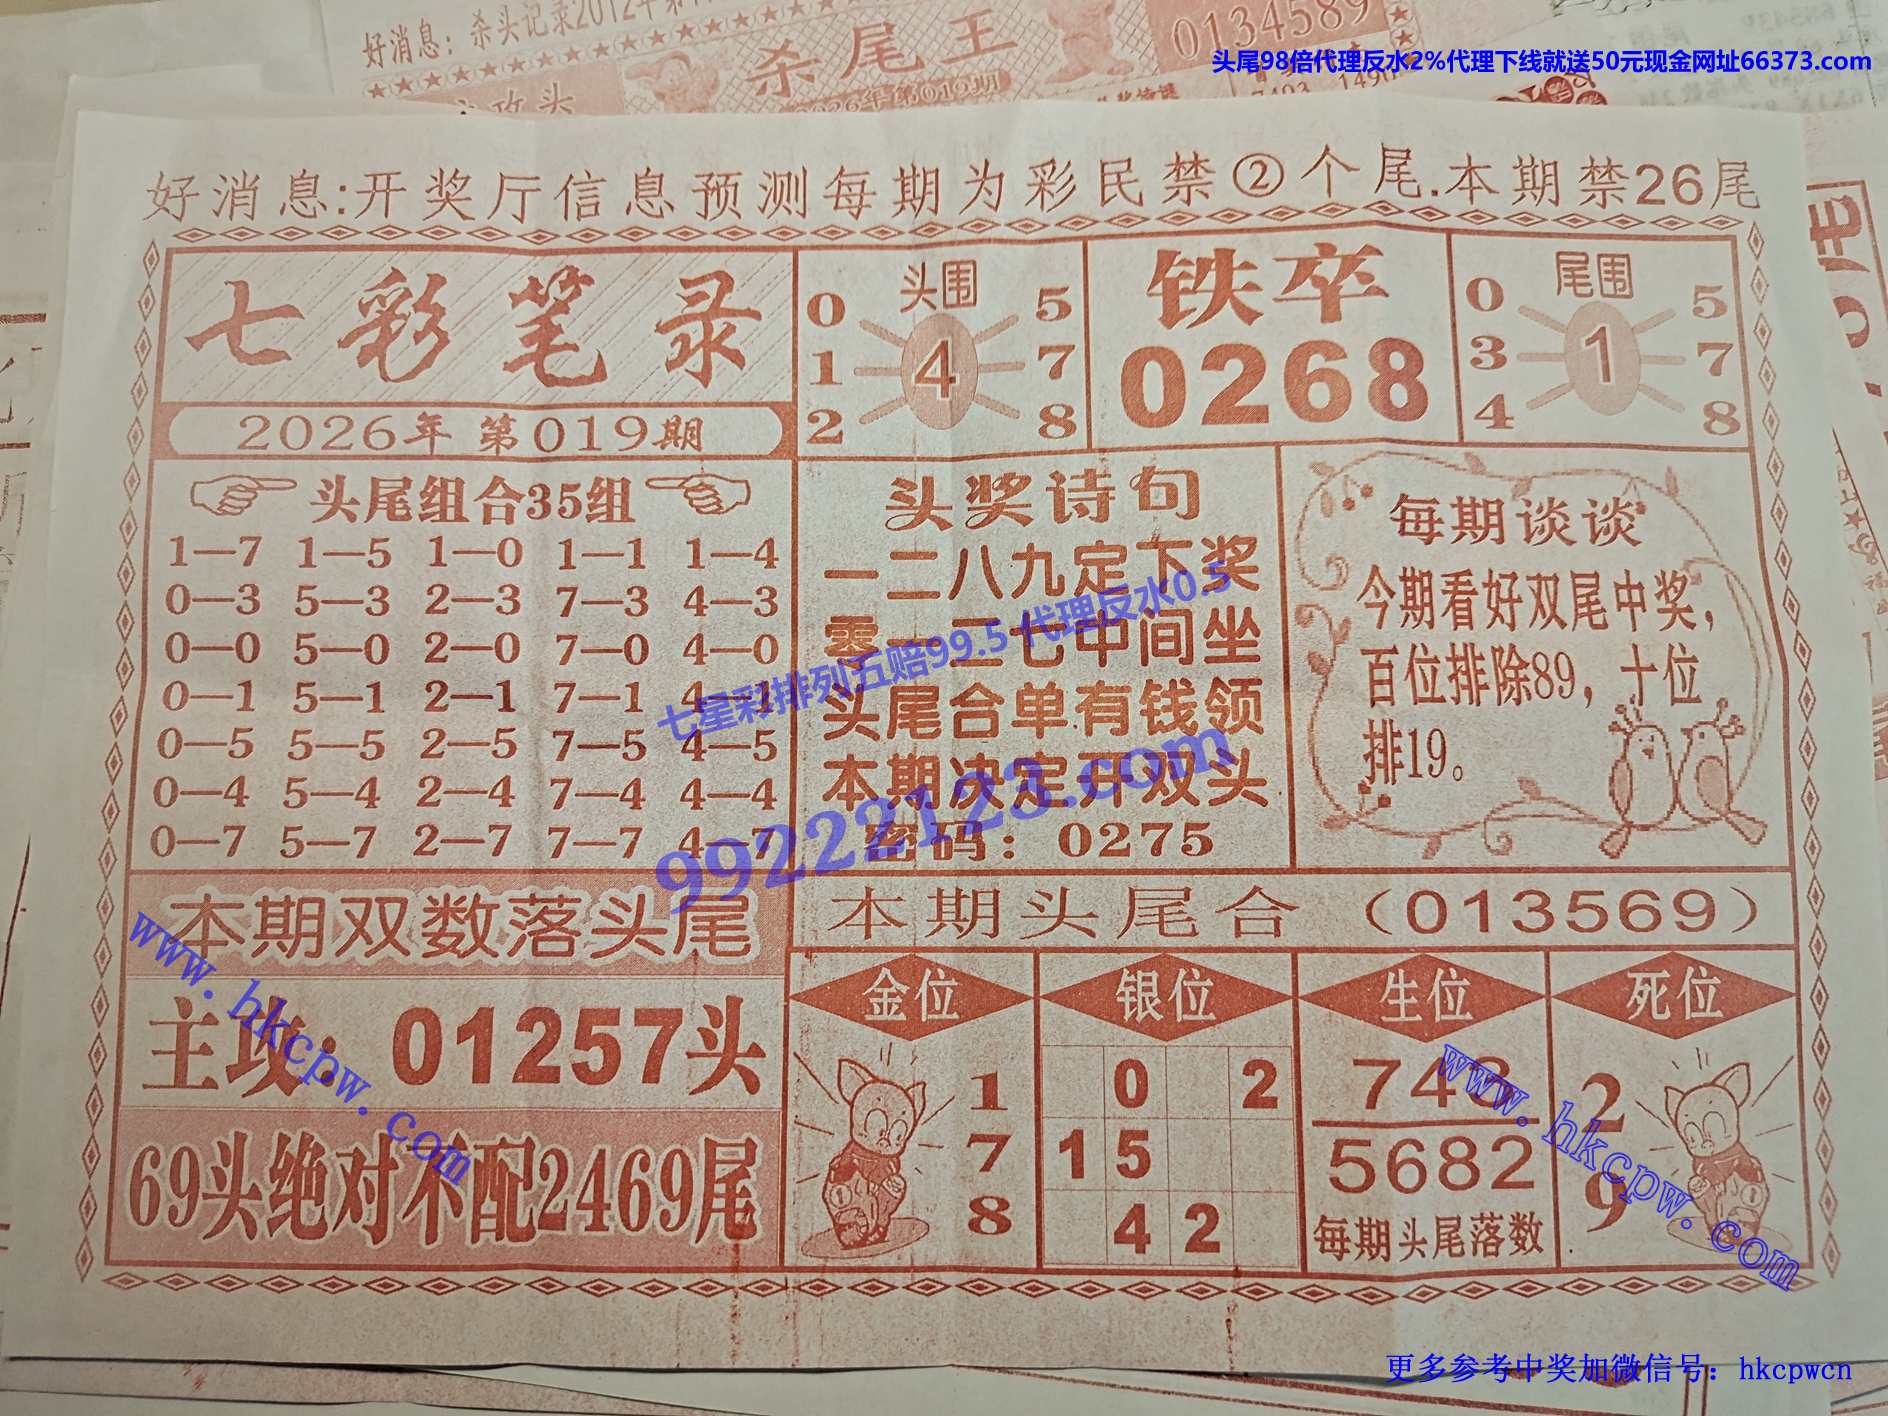 好消息：杀头记录2012年第
杀尾王
0134589
2026年第019期
头尾98倍代理反水2%代理下线就送50元现金网址66373.com
好消息:开奖厅信息预测每期为彩民禁②个尾.本期禁26尾
七彩笔录
2026年 第019期
头围
0 5
1 4 7
2 8
铁卒
0268
尾围
0 5
3 1 7
4 8
头尾组合35组
1—7 1—5 1—0 1—1 1—4
0—3 5—3 2—3 7—3 4—3
0—0 5—0 2—0 7—0 4—0
0—1 5—1 2—1 7—1 4—1
0—5 5—5 2—5 7—5 4—5
0—4 5—4 2—4 7—4 4—4
0—7 5—7 2—7 7—7 4—7
头奖诗句
一二八九定下奖
零一二七中间坐
头尾合单有钱领
本期决定开双头
密码：0275
每期谈谈
今期看好双尾中奖，
百位排除89，十位
排19。
七星彩排列五赔99.5 代理反水0.5
99222123.com
本期双数落头尾
主攻：01257头
69头绝对不配2469尾
本期头尾合（013569）
金位
1
7
8
银位
0 2
1 5
4 2
生位
743
5682
每期头尾落数
死位
2
9
www.hkcpw.com
www.hkcpw.com
更多参考中奖加微信号：hkcpwcn